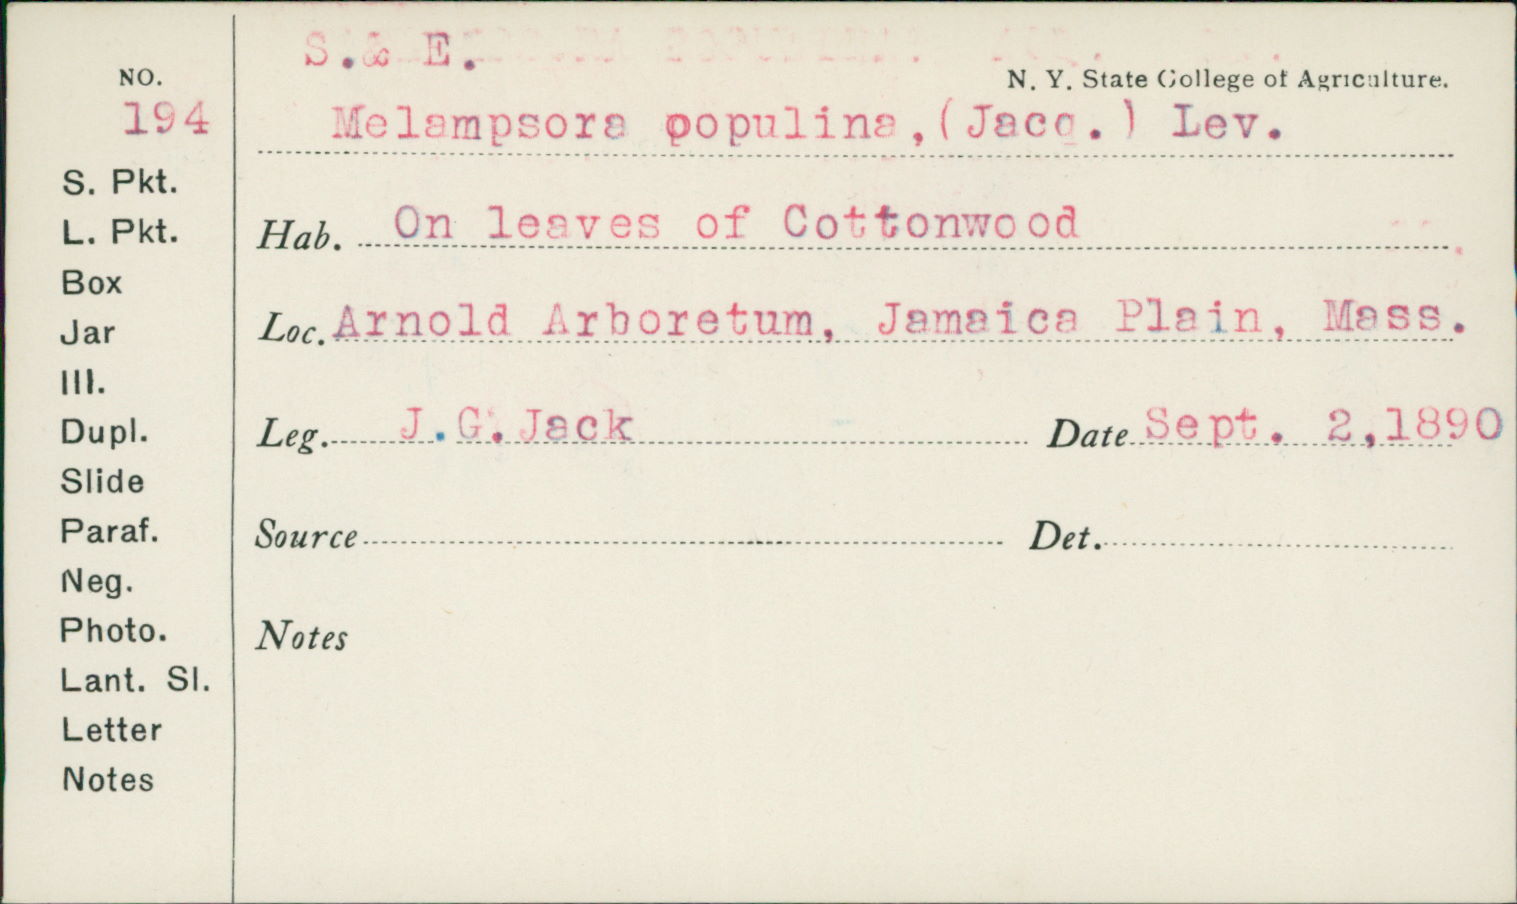 S.& E.
N. Y. State College of Agriculture.
NO.
194
Melampsora populina,(Jacq.) Lev.
S. Pkt.
L. Pkt.
Hab. On leaves of Cottonwood
Box
Loc. Arnold Arboretum, Jamaica Plain, Mass.
Jar
Ill.
Dupl.
Leg. J.G.Jack Date Sept. 2,1890
Slide
Paraf.
Source Det.
Neg.
Photo.
Notes
Lant. Sl.
Letter
Notes